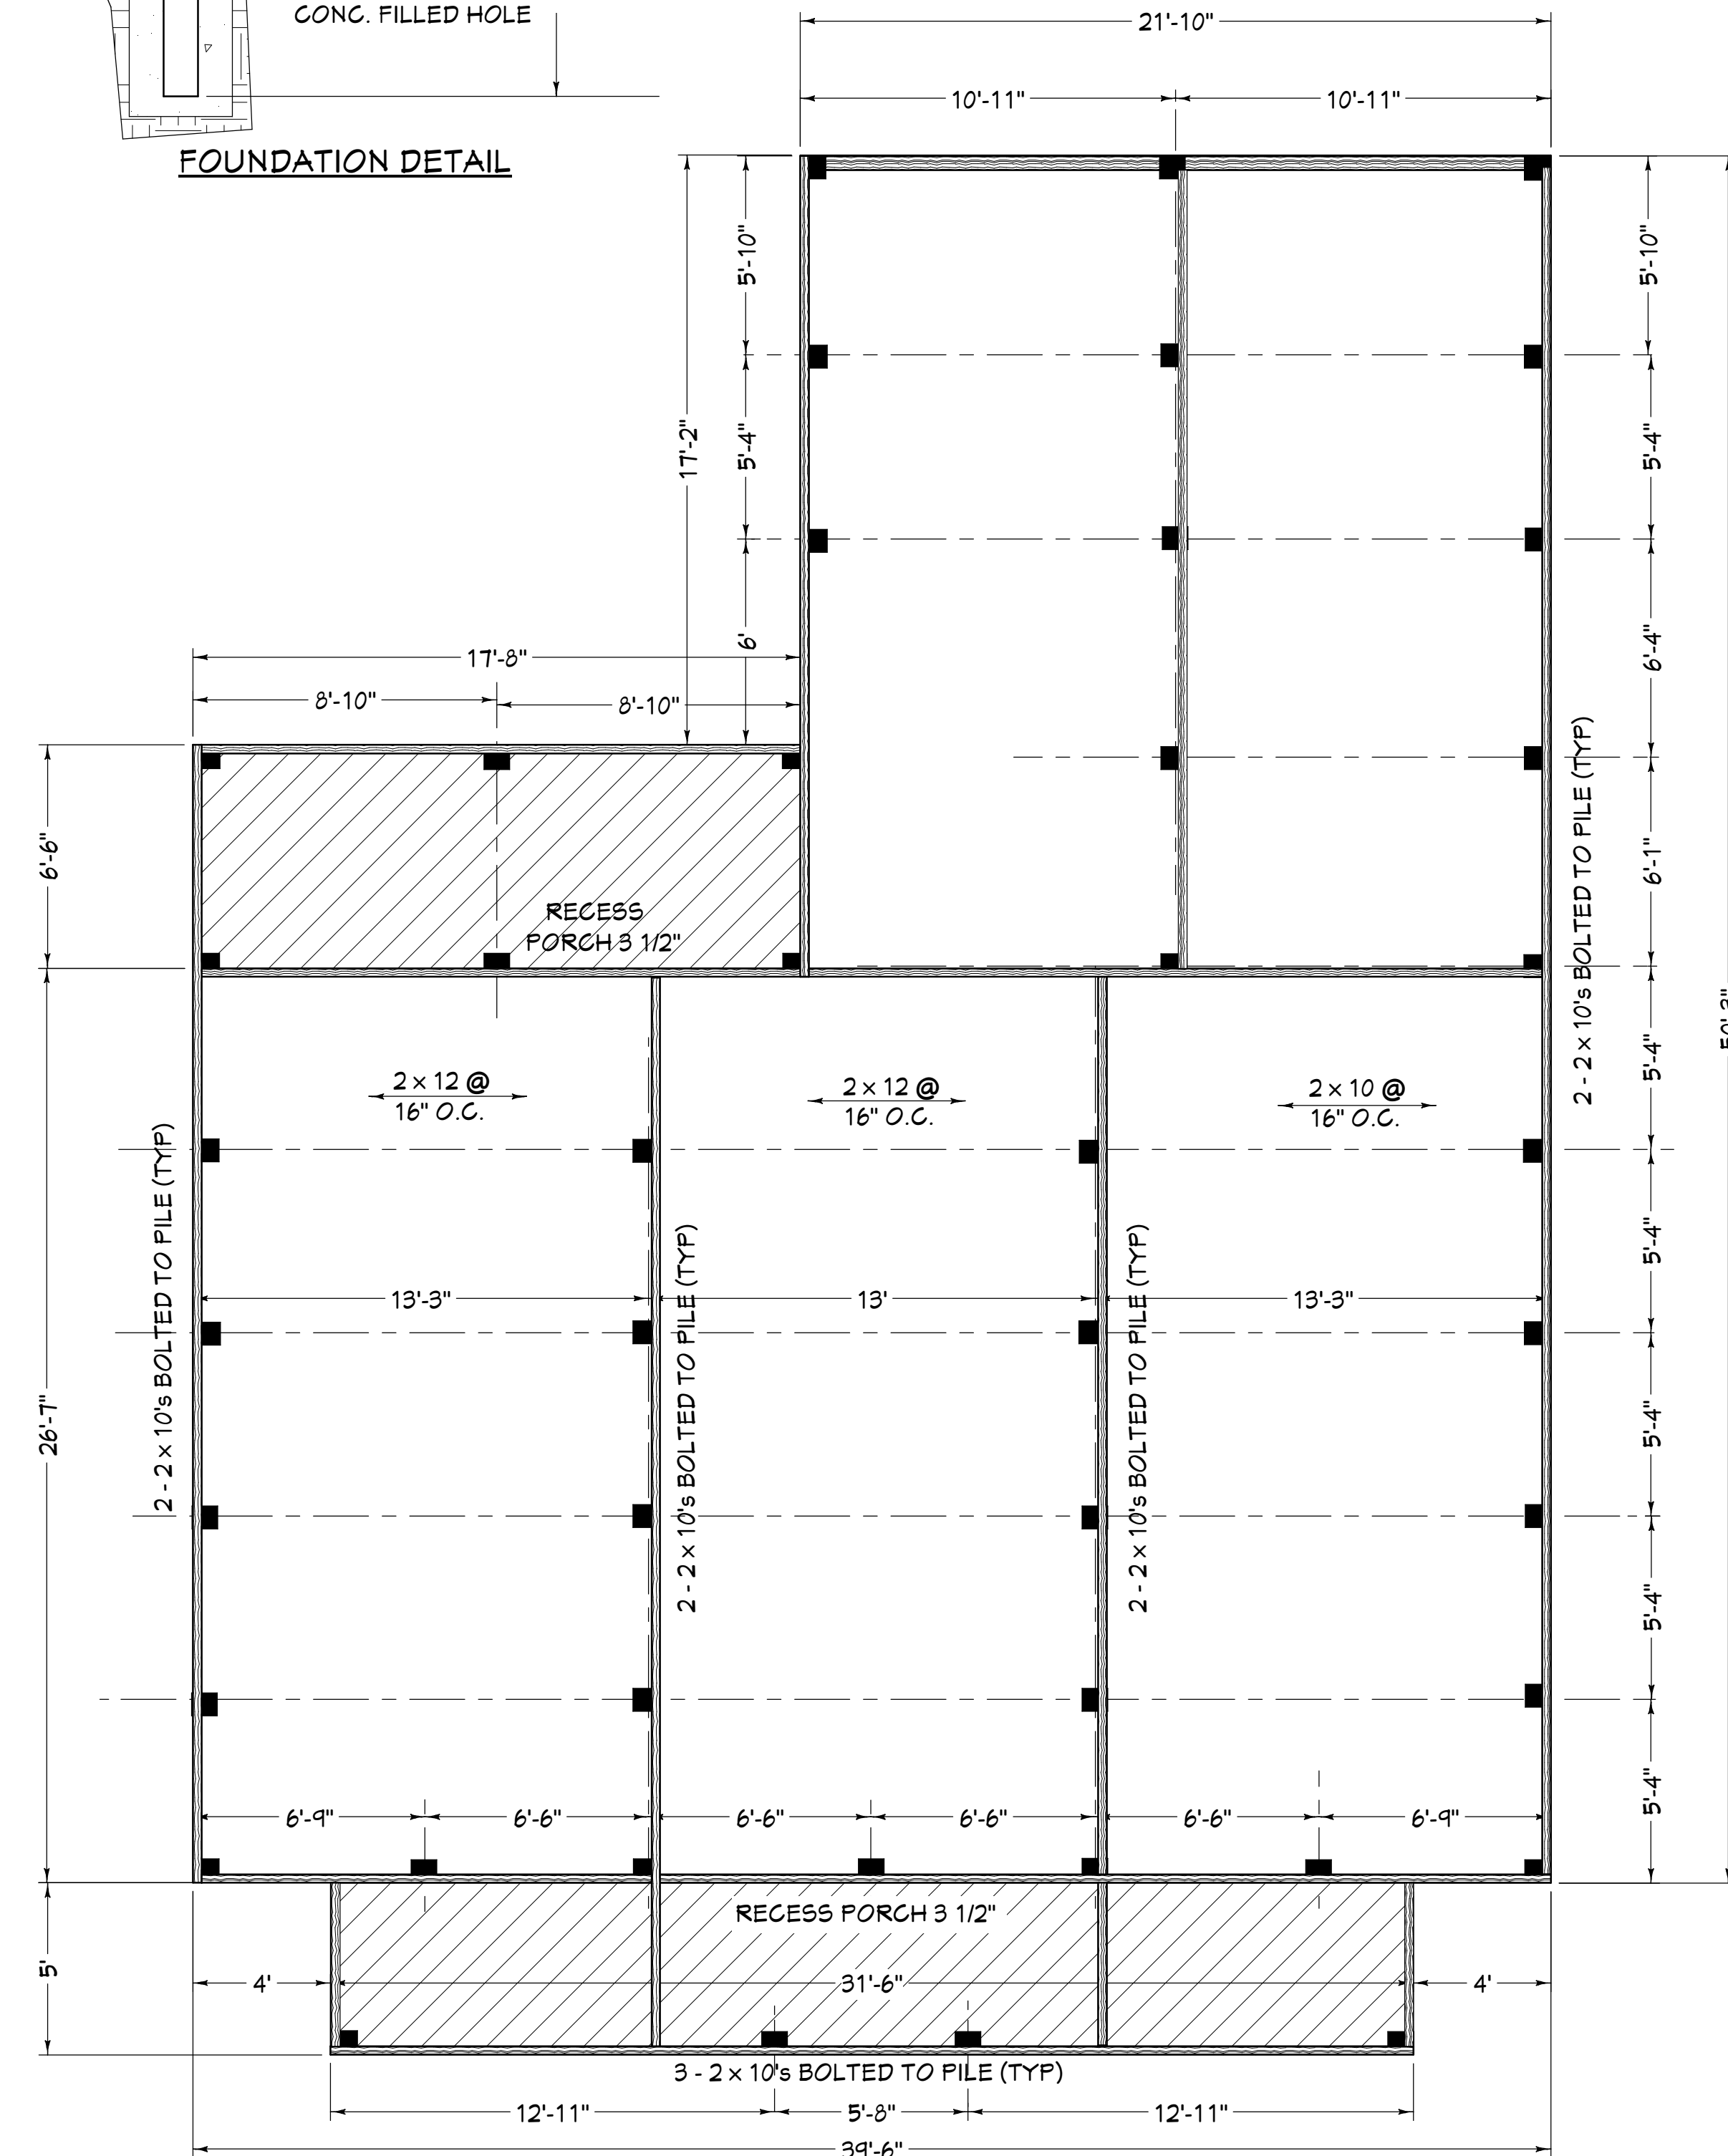 CONC. FILLED HOLE
21'-10"
10'-11"
10'-11"
FOUNDATION DETAIL
5'-10"
5'-10"
17'-2"
5'-4"
5'-4"
6'
6'-4"
17'-8"
8'-10"
8'-10"
2 - 2 x 10's BOLTED TO PILE (TYP)
6'-6"
6'-1"
RECESS
PORCH 3 1/2"
2 x 12 @
16" O.C.
2 x 12 @
16" O.C.
2 x 10 @
16" O.C.
5'-4"
2 - 2 x 10's BOLTED TO PILE (TYP)
2 - 2 x 10's BOLTED TO PILE (TYP)
2 - 2 x 10's BOLTED TO PILE (TYP)
5'-4"
13'-3"
13'
13'-3"
26'-7"
5'-4"
5'-4"
6'-9"
6'-6"
6'-6"
6'-6"
6'-6"
6'-9"
5'-4"
RECESS PORCH 3 1/2"
5'
4'
31'-6"
4'
3 - 2 x 10's BOLTED TO PILE (TYP)
12'-11"
5'-8"
12'-11"
39'-6"